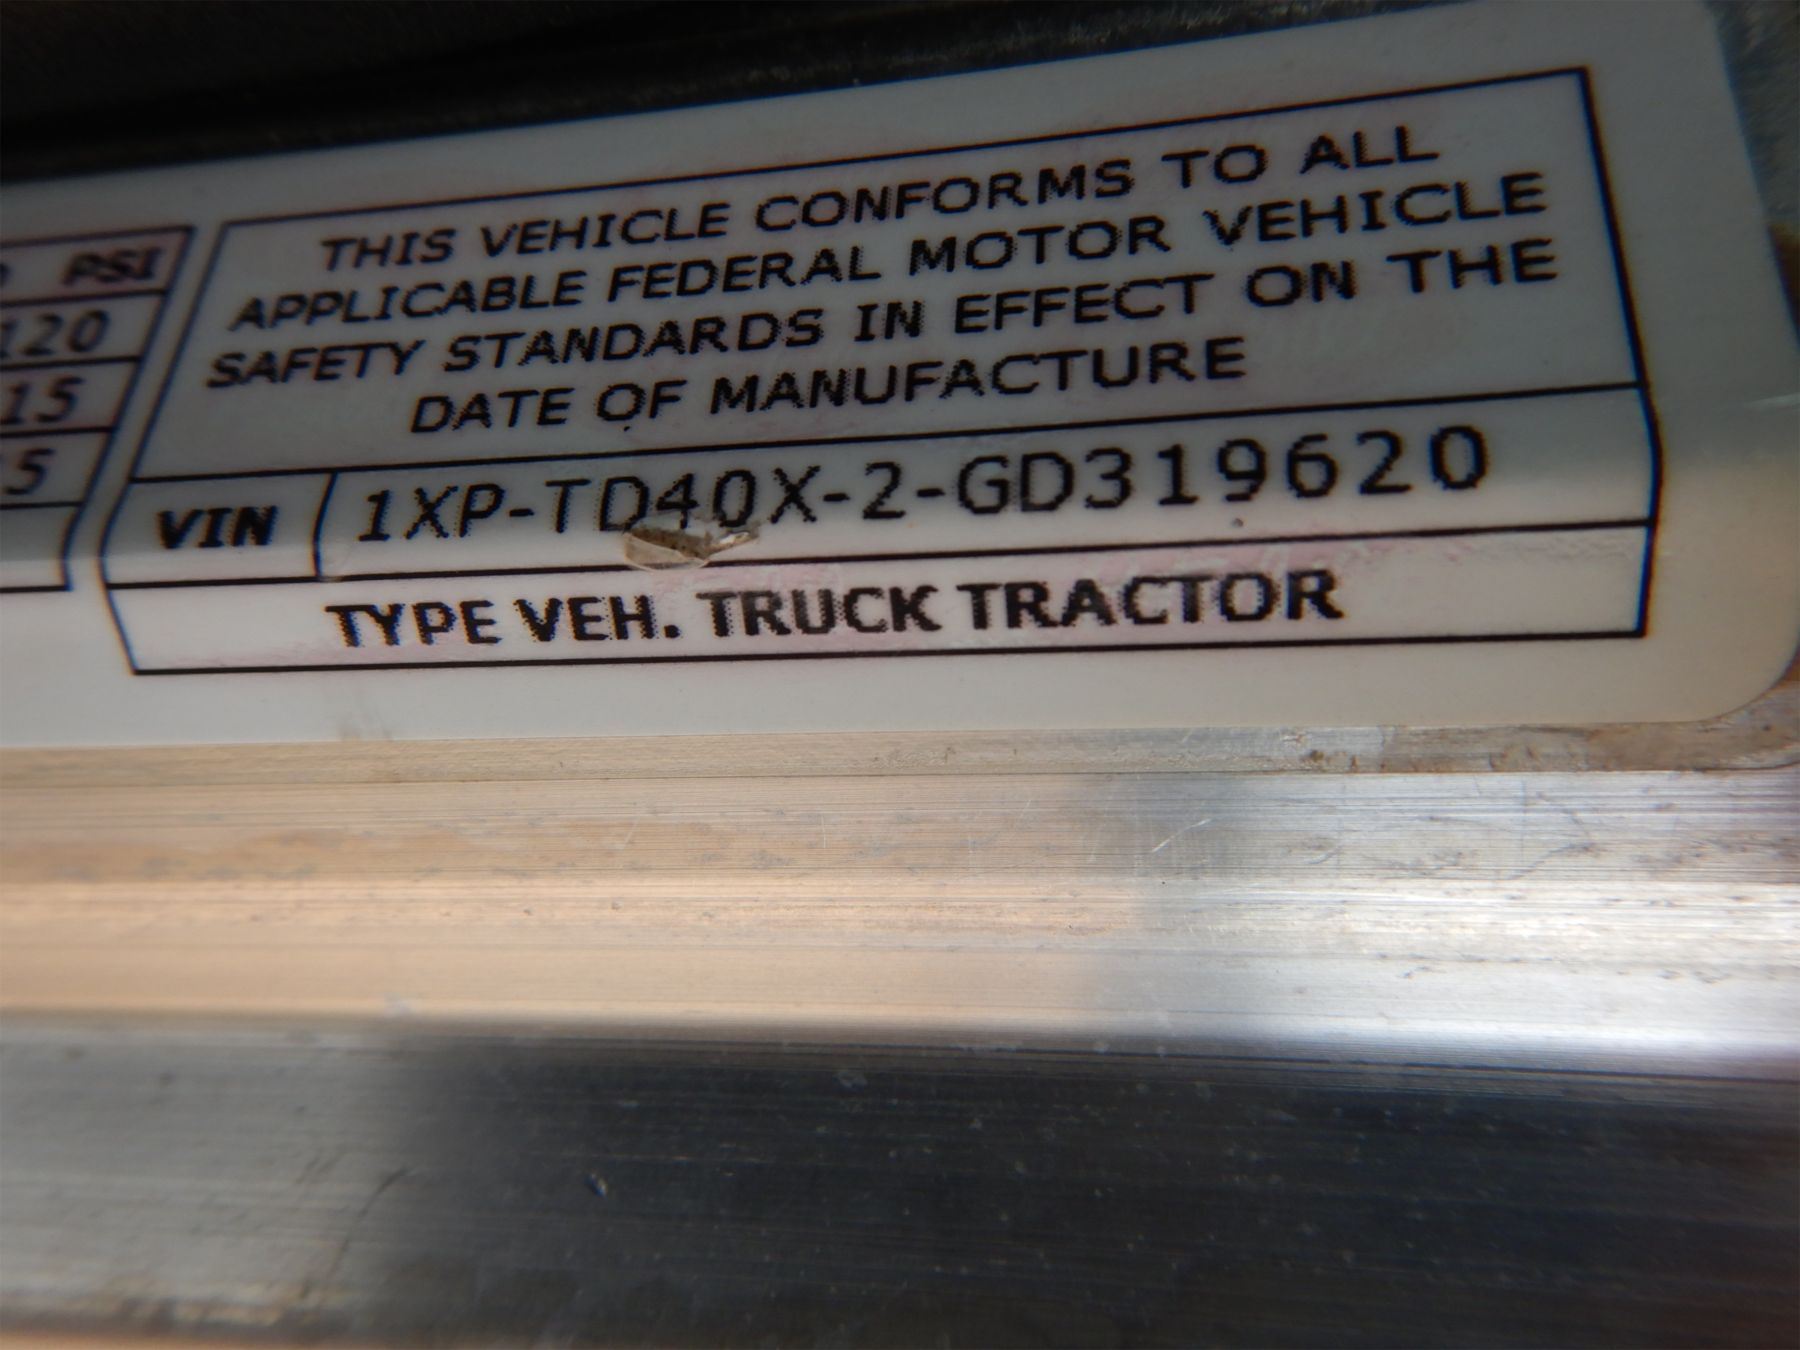 PSI
120
15
5
THIS VEHICLE CONFORMS TO ALL
APPLICABLE FEDERAL MOTOR VEHICLE
SAFETY STANDARDS IN EFFECT ON THE
DATE OF MANUFACTURE
VIN 1XP-TD40X-2-GD319620
TYPE VEH. TRUCK TRACTOR